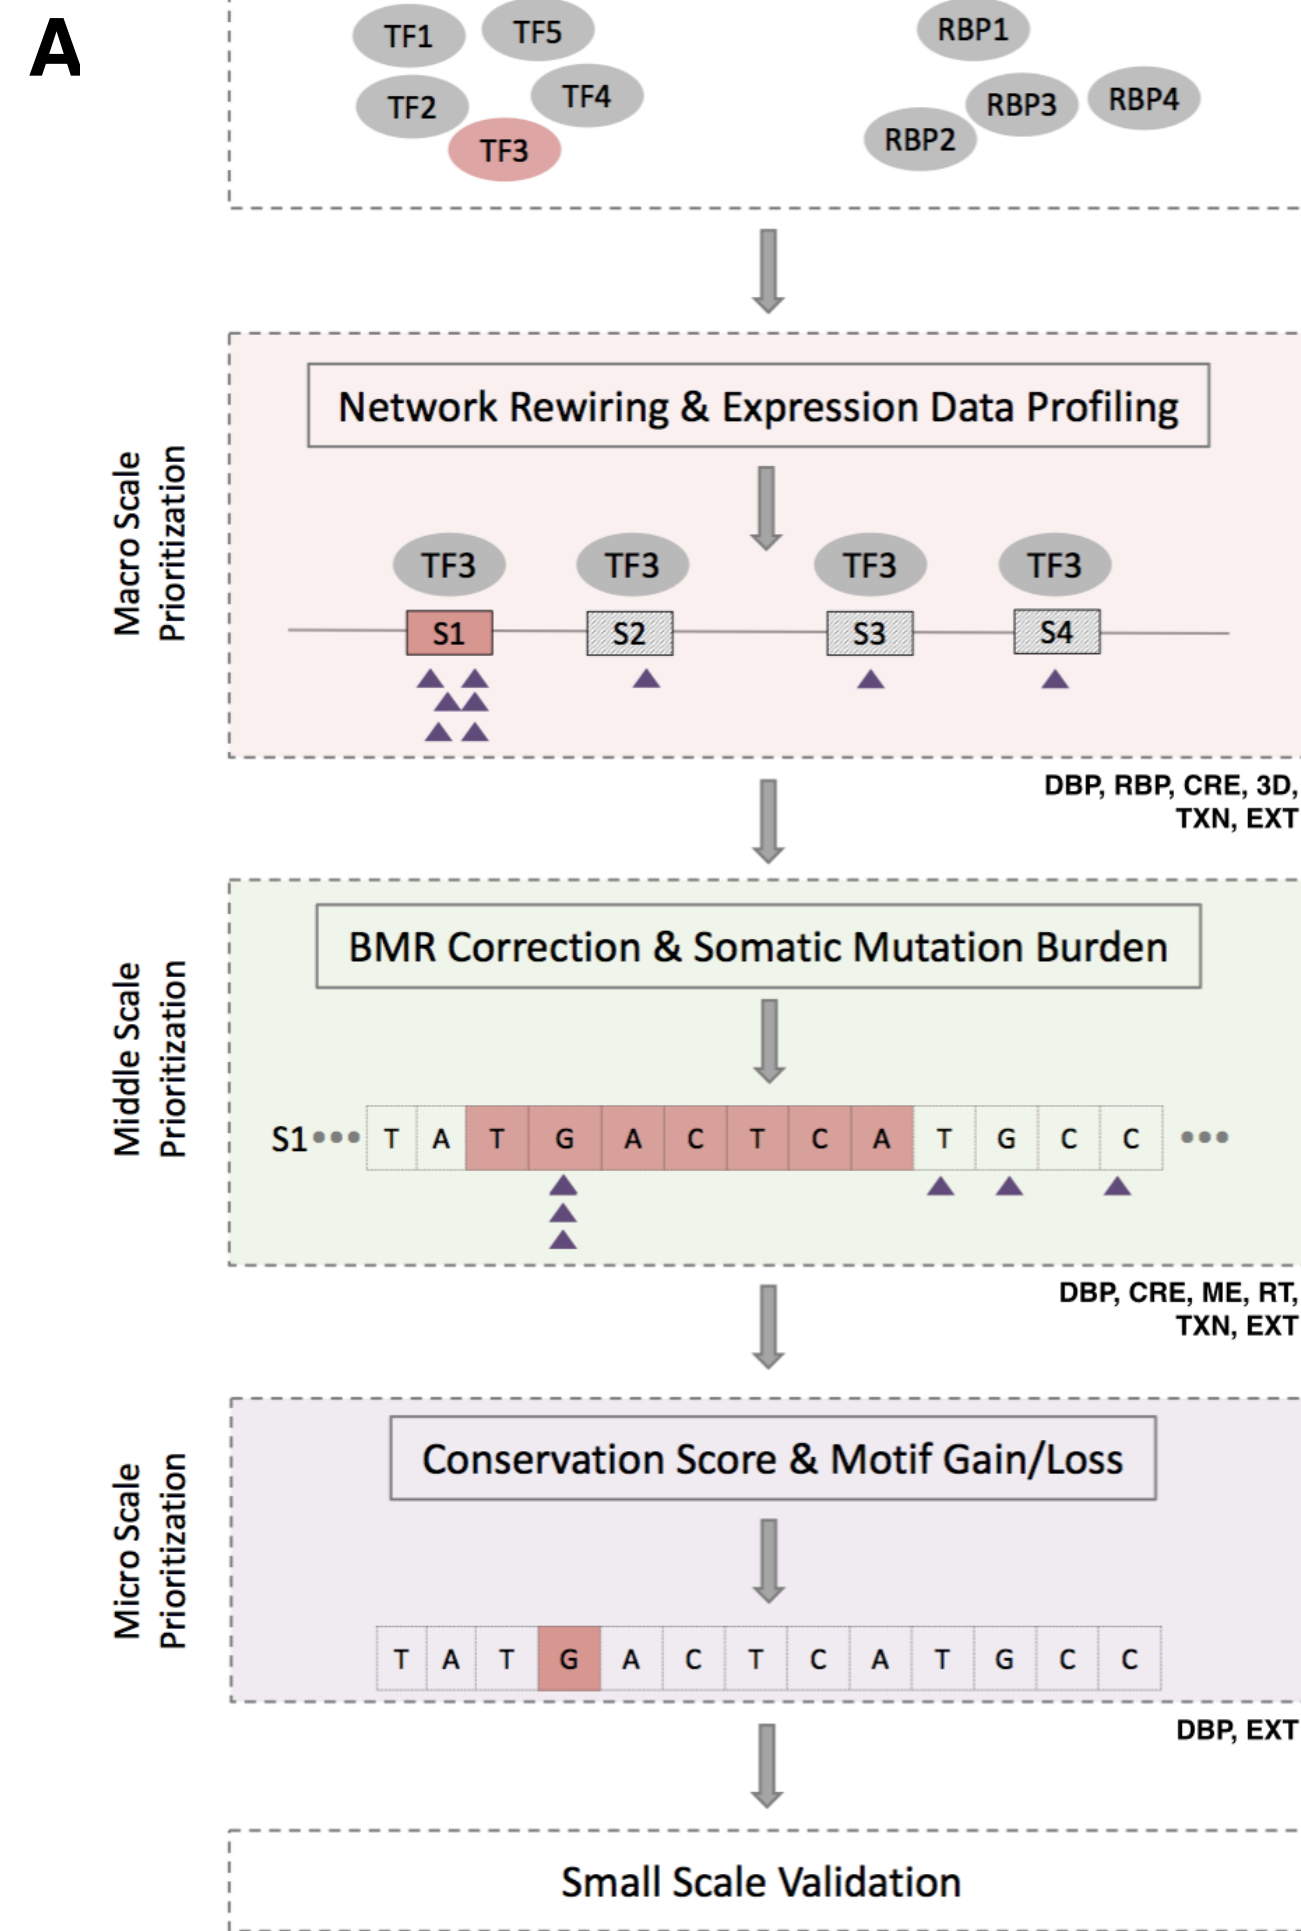 A
TF1 TF5 RBP1
TF2 TF4 RBP3 RBP4
TF3 RBP2
Macro Scale
Prioritization
Network Rewiring & Expression Data Profiling
TF3 TF3 TF3 TF3
S1 S2 S3 S4
DBP, RBP, CRE, 3D,
TXN, EXT
Middle Scale
Prioritization
BMR Correction & Somatic Mutation Burden
S1••• T A T G A C T C A T G C C •••
DBP, CRE, ME, RT,
TXN, EXT
Micro Scale
Prioritization
Conservation Score & Motif Gain/Loss
T A T G A C T C A T G C C
DBP, EXT
Small Scale Validation